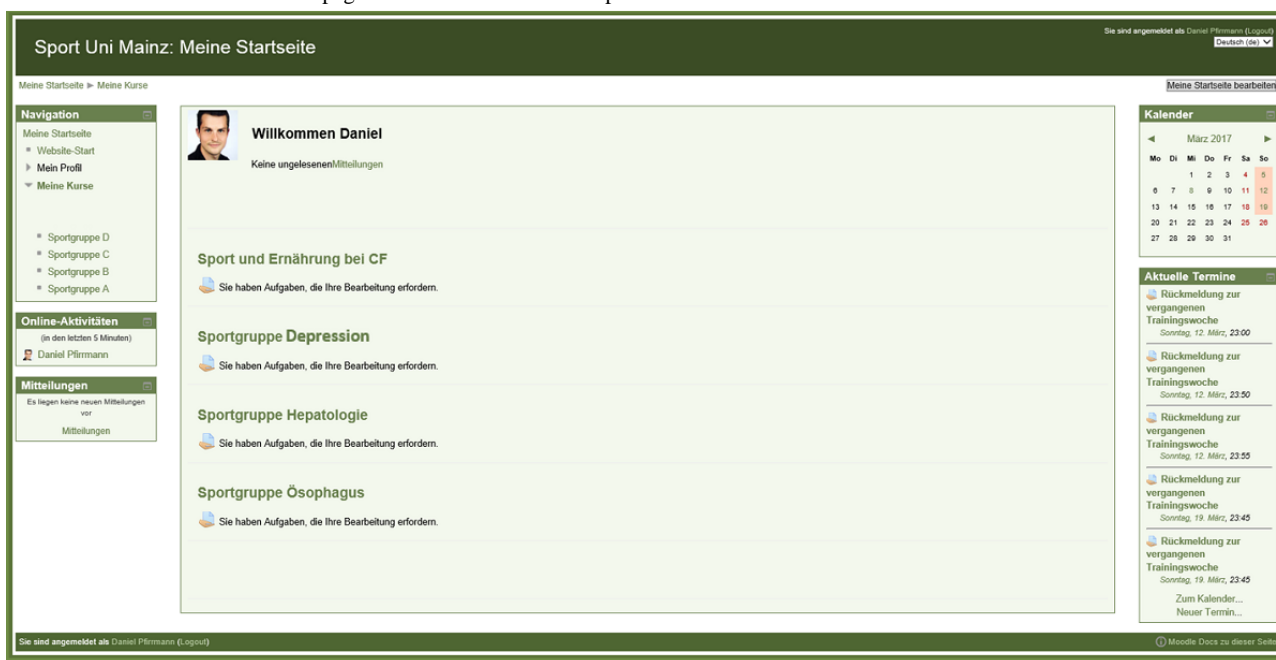 Sport Uni Mainz: Meine Startseite
Sie sind angemeldet als Daniel Pfirrmann (Logout)
Deutsch (de)
Meine Startseite ► Meine Kurse
Meine Startseite bearbeiten
Navigation
Meine Startseite
Website-Start
Mein Profil
Meine Kurse
Sportgruppe D
Sportgruppe C
Sportgruppe B
Sportgruppe A
Online-Aktivitäten
(in den letzten 5 Minuten)
Daniel Pfirrmann
Mitteilungen
Es liegen keine neuen Mitteilungen
vor
Mitteilungen
Willkommen Daniel
Keine ungelesenenMitteilungen
Sport und Ernährung bei CF
Sie haben Aufgaben, die Ihre Bearbeitung erfordern.
Sportgruppe Depression
Sie haben Aufgaben, die Ihre Bearbeitung erfordern.
Sportgruppe Hepatologie
Sie haben Aufgaben, die Ihre Bearbeitung erfordern.
Sportgruppe Ösophagus
Sie haben Aufgaben, die Ihre Bearbeitung erfordern.
Kalender
◄ März 2017 ►
Mo Di Mi Do Fr Sa So
1 2 3 4 5
6 7 8 9 10 11 12
13 14 15 16 17 18 19
20 21 22 23 24 25 26
27 28 29 30 31
Aktuelle Termine
Rückmeldung zur
vergangenen
Trainingswoche
Sonntag, 12. März, 23:00
Rückmeldung zur
vergangenen
Trainingswoche
Sonntag, 12. März, 23:50
Rückmeldung zur
vergangenen
Trainingswoche
Sonntag, 12. März, 23:55
Rückmeldung zur
vergangenen
Trainingswoche
Sonntag, 19. März, 23:45
Rückmeldung zur
vergangenen
Trainingswoche
Sonntag, 19. März, 23:45
Zum Kalender...
Neuer Termin...
Sie sind angemeldet als Daniel Pfirrmann (Logout)
Moodle Docs zu dieser Seite